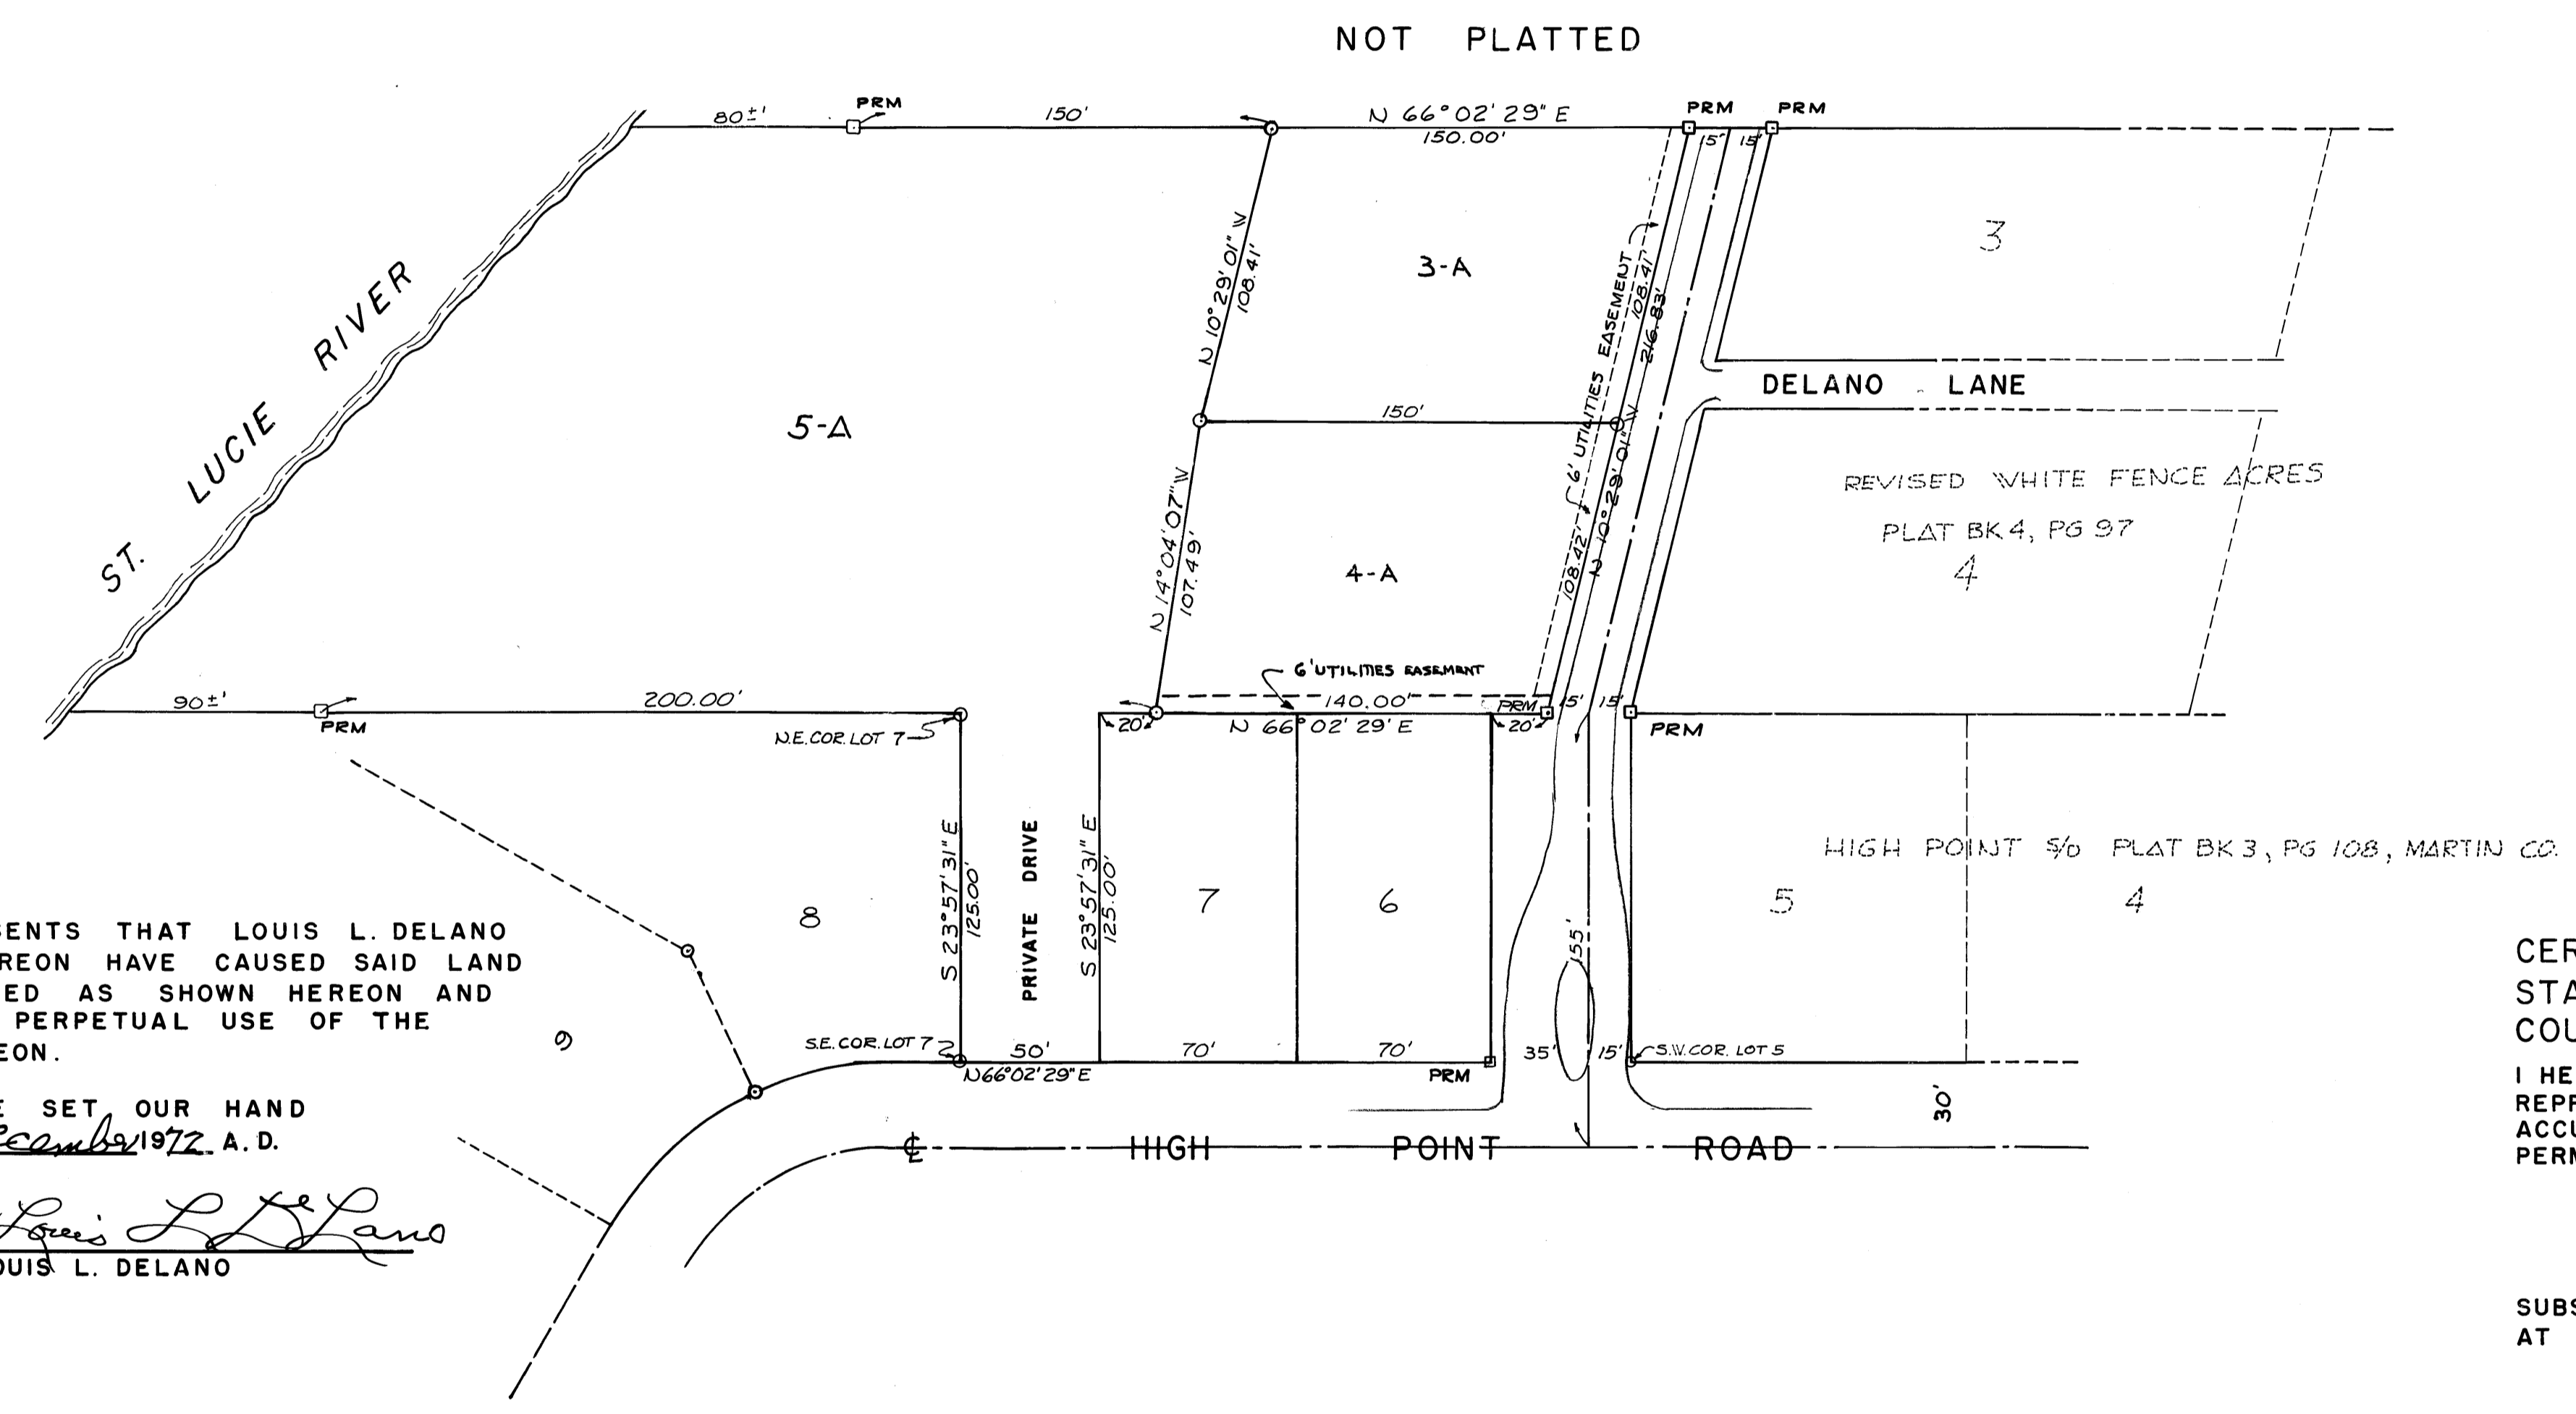 NOT PLATTED
80±'
PRM
150'
N 66° 02' 29" E
150.00'
PRM
PRM
15'
15'
ST. LUCIE RIVER
5-A
N 10° 29' 01" W
108.41'
3-A
6' UTILITIES EASEMENT
108.41'
216.83'
3
150'
DELANO LANE
N 14° 04' 07" W
107.49'
4-A
108.42'
N 10° 29' 01" W
REVISED WHITE FENCE ACRES
PLAT BK 4, PG 97
4
6' UTILITIES EASEMENT
90±'
PRM
200.00'
N.E. COR. LOT 7
20'
140.00'
N 66° 02' 29' E
PRM
20'
15'
15'
PRM
S 23° 57' 31" E
125.00'
PRIVATE DRIVE
S 23° 57' 31" E
125.00'
8
7
6
155'
HIGH POINT S/D PLAT BK 3, PG 108, MARTIN CO.
5
4
9
S.E. COR. LOT 7
50'
N66°02'29"E
70'
70'
PRM
35'
15'
S.W. COR. LOT 5
30'
℄ HIGH POINT ROAD
SENTS THAT LOUIS L. DELANO
REON HAVE CAUSED SAID LAND
ED AS SHOWN HEREON AND
PERPETUAL USE OF THE
EON.
E SET OUR HAND
ecember 1972 A.D.
Louis L DeLano
OUIS L. DELANO
CER
STA
COU
I HE
REPR
ACCU
PERM
SUBS
AT